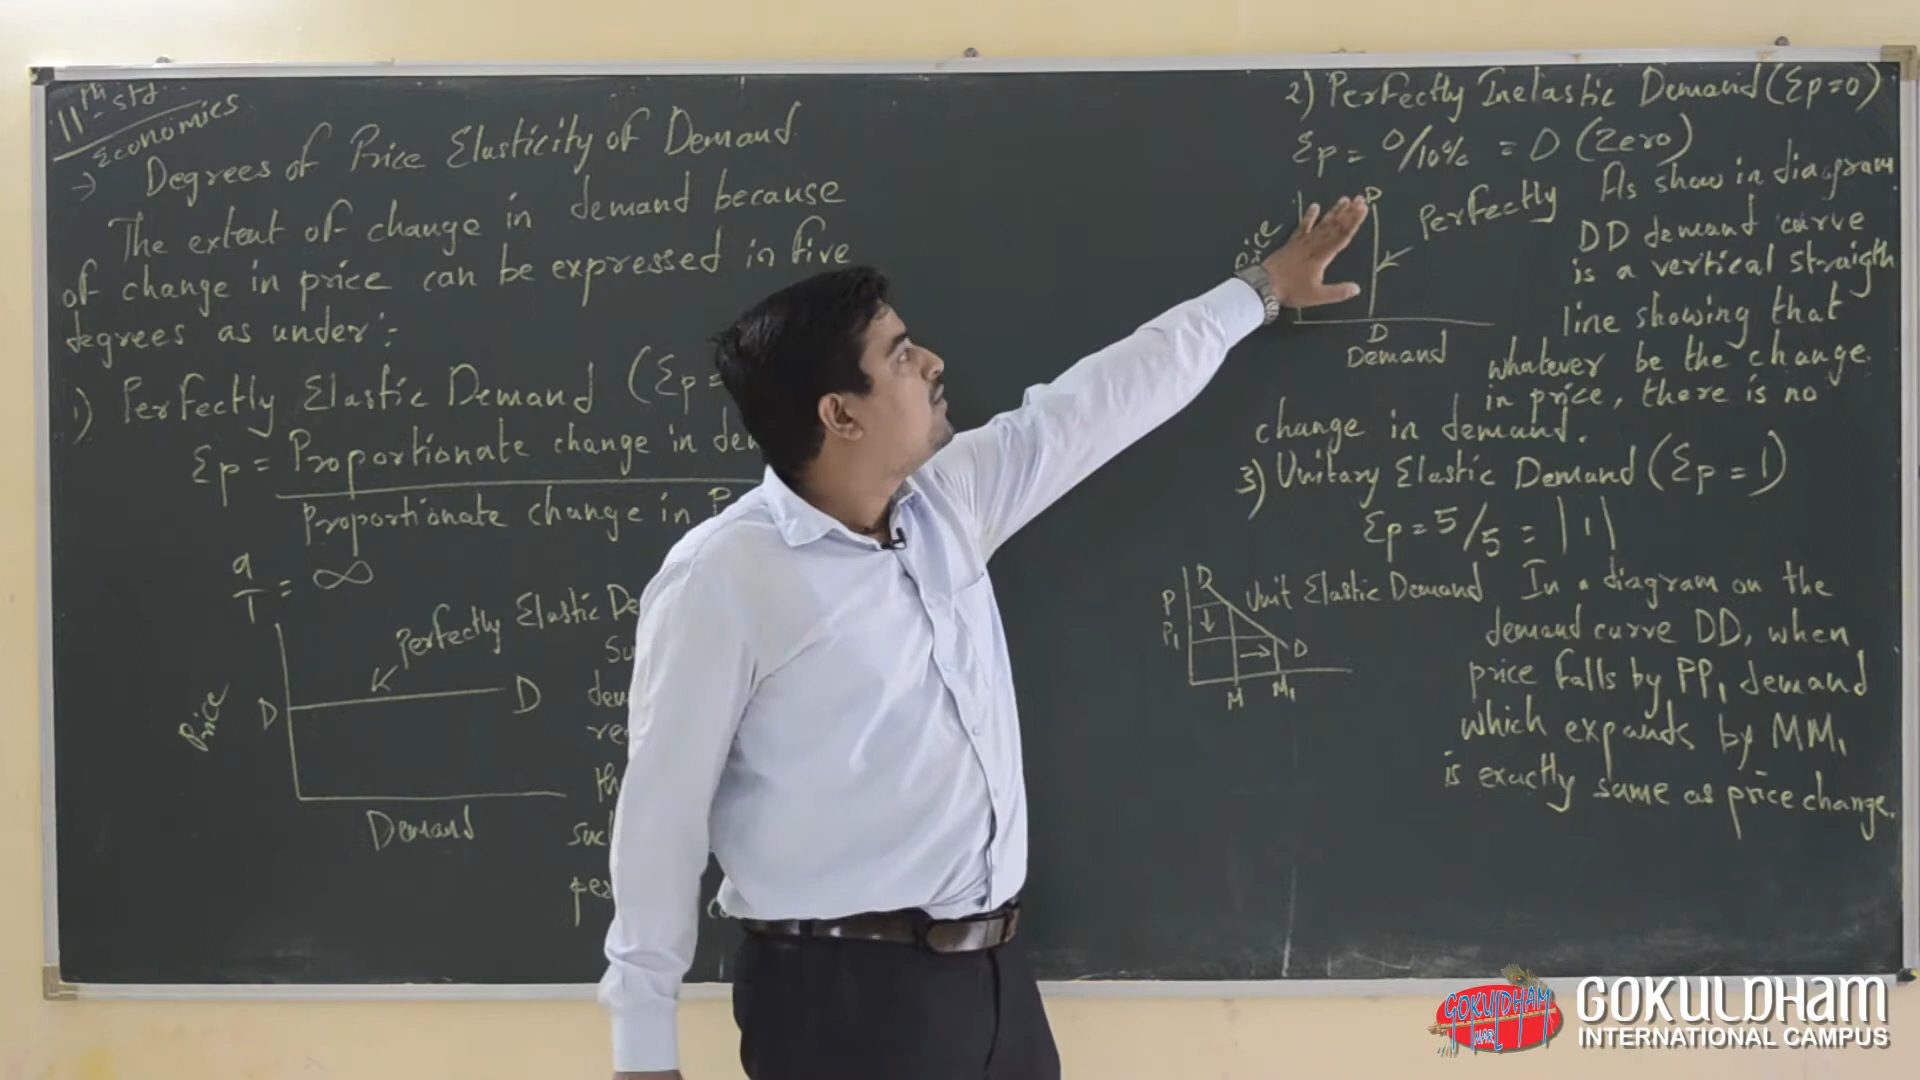 11th std.
Economics
→ Degrees of Price Elasticity of Demand
The extent of change in demand because
of change in price can be expressed in five
degrees as under:-
1) Perfectly Elastic Demand (Ep=
Ep = Proportionate change in
Proportionate change in
= ∞
Perfectly Elastic
D
D
Price
Demand
2) Perfectly Inelastic Demand (Ep=0)
Ep = 0/10% = 0 (Zero)
As show in diagram
Perfectly
DD demand curve
is a vertical straigth
line showing that
whatever be the change
in price, there is no
change in demand.
D
Price
D
Demand
3) Unitary Elastic Demand (Ep = 1)
Ep = 5/5 = |1|
D
Unit Elastic Demand
P
P1
D
M M1
In a diagram on the
demand curve DD, when
price falls by PP1 demand
which expands by MM1
is exactly same as price change.
GOKULDHAM
NAR
GOKULDHAM
INTERNATIONAL CAMPUS